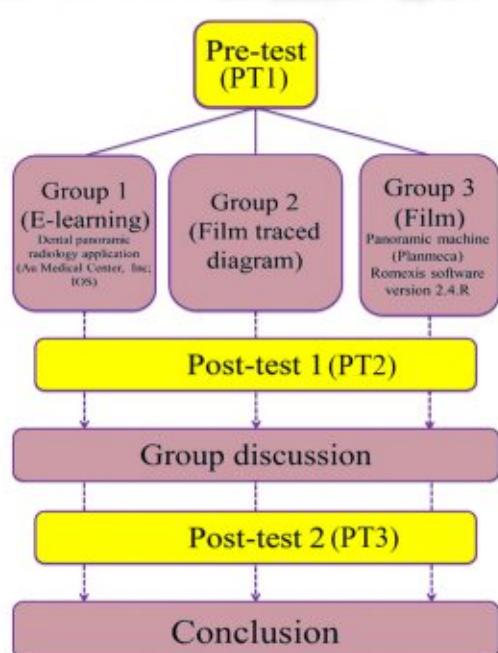 Pre-test
(PT1)
Group 1
(E-learning)
Dental panoramic
radiology application
(Au Medical Center, Inc;
IOS)
Group 2
(Film traced
diagram)
Group 3
(Film)
Panoramic machine
(Planmeca)
Romexis software
version 2.4.R
Post-test 1 (PT2)
Group discussion
Post-test 2 (PT3)
Conclusion